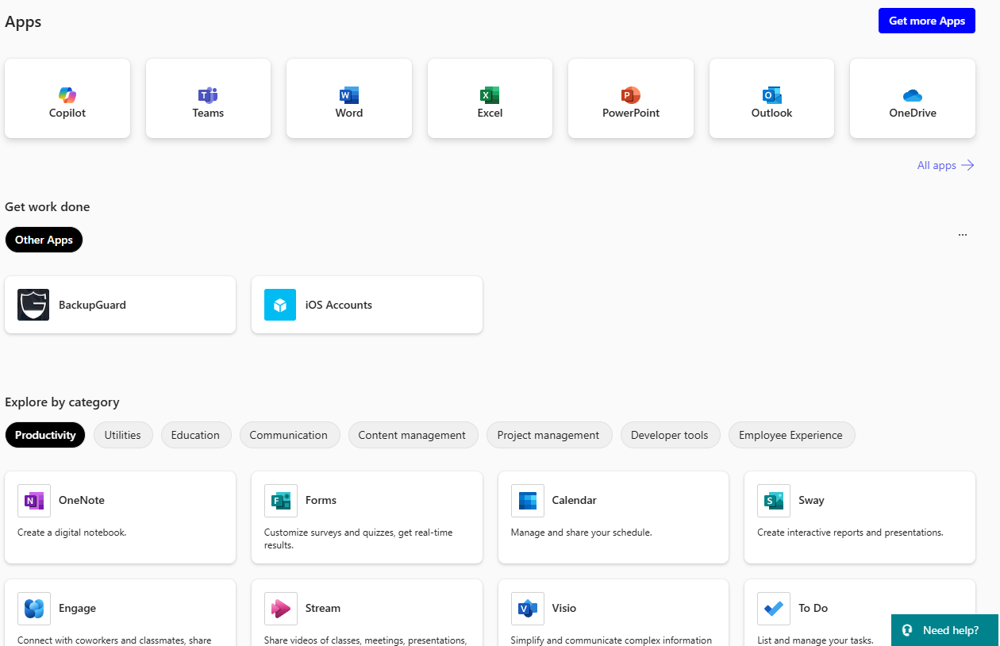 Apps
Get more Apps
Copilot
Teams
Word
Excel
PowerPoint
Outlook
OneDrive
All apps
Get work done
Other Apps
...
BackupGuard
iOS Accounts
Explore by category
Productivity
Utilities
Education
Communication
Content management
Project management
Developer tools
Employee Experience
OneNote
Create a digital notebook.
Forms
Customize surveys and quizzes, get real-time
results.
Calendar
Manage and share your schedule.
Sway
Create interactive reports and presentations.
Engage
Connect with coworkers and classmates, share
Stream
Share videos of classes, meetings, presentations,
Visio
Simplify and communicate complex information
To Do
List and manage your tasks.
Need help?